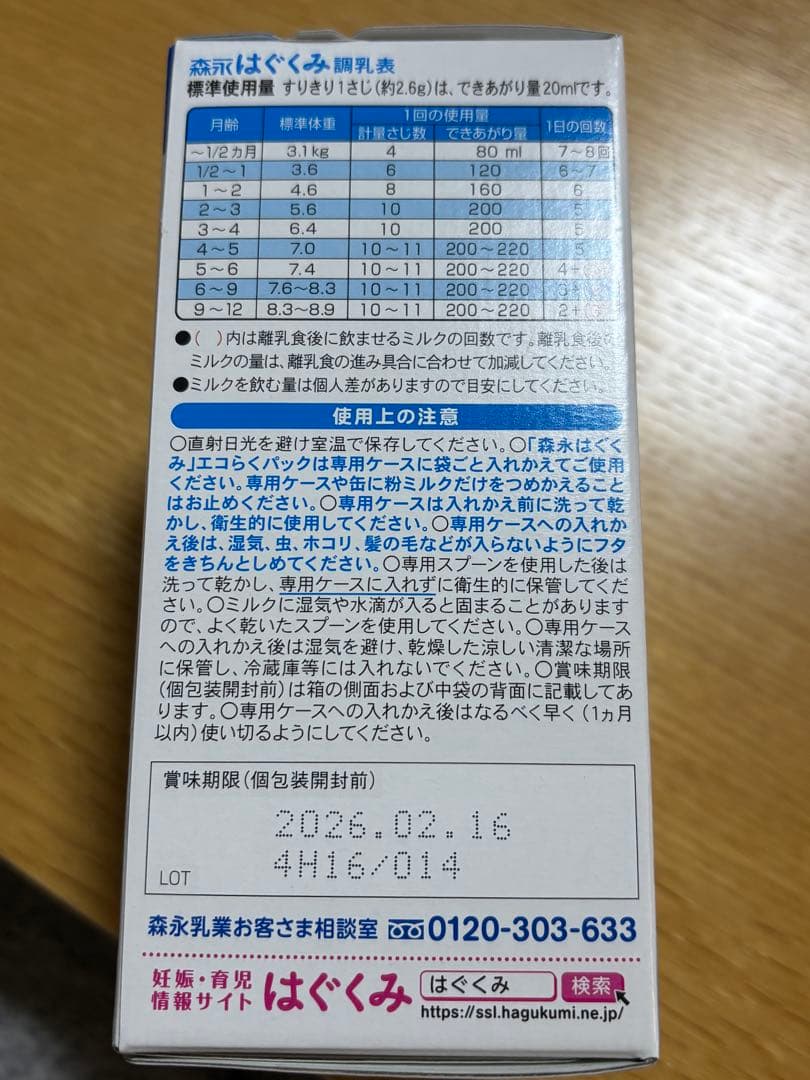 森永はぐくみ 調乳表
標準使用量 すりきり1さじ(約2.6g)は、できあがり量20mlです。
月齢 標準体重 1回の使用量 1日の回数
計量さじ数 できあがり量
～1/2ヵ月 3.1kg 4 80 ml 7～8回
1/2～1 3.6 6 120 6～7
1～2 4.6 8 160 6
2～3 5.6 10 200 5
3～4 6.4 10 200 5
4～5 7.0 10～11 200～220 5
5～6 7.4 10～11 200～220 4+
6～9 7.6～8.3 10～11 200～220 3+
9～12 8.3～8.9 10～11 200～220 2+
●( )内は離乳食後に飲ませるミルクの回数です。離乳食後の
ミルクの量は、離乳食の進み具合に合わせて加減してください。
●ミルクを飲む量は個人差がありますので目安にしてください。
使用上の注意
○直射日光を避け室温で保存してください。○「森永はぐく
み」エコらくパックは専用ケースに袋ごと入れかえてご使用
ください。専用ケースや缶に粉ミルクだけをつめかえること
はお止めください。○専用ケースは入れかえ前に洗って乾
かし、衛生的に使用してください。○専用ケースへの入れか
え後は、湿気、虫、ホコリ、髪の毛などが入らないようにフタ
をきちんとしめてください。○専用スプーンを使用した後は
洗って乾かし、専用ケースに入れずに衛生的に保管してくだ
さい。○ミルクに湿気や水滴が入ると固まることがあります
ので、よく乾いたスプーンを使用してください。○専用ケース
への入れかえ後は湿気を避け、乾燥した涼しい清潔な場所
に保管し、冷蔵庫等には入れないでください。○賞味期限
(個包装開封前)は箱の側面および中袋の背面に記載してあ
ります。○専用ケースへの入れかえ後はなるべく早く(1ヵ月
以内)使い切るようにしてください。
賞味期限(個包装開封前)
2026.02.16
4H16/014
LOT
森永乳業お客さま相談室 0120-303-633
妊娠・育児
情報サイト はぐくみ はぐくみ 検索
https://ssl.hagukumi.ne.jp/